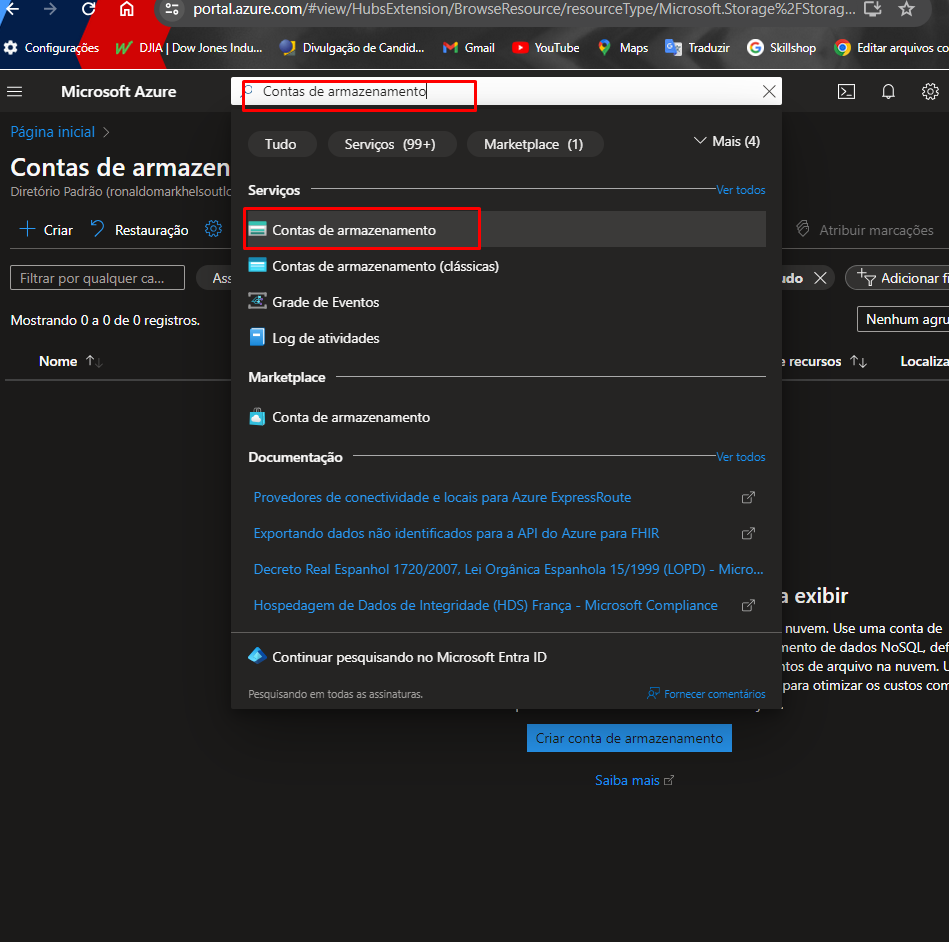 portal.azure.com/#view/HubsExtension/BrowseResource/resourceType/Microsoft.Storage%2FStorag...
Configurações
DJIA | Dow Jones Indu...
Divulgação de Candid...
Gmail
YouTube
Maps
Traduzir
Skillshop
Editar arquivos co
Microsoft Azure
Contas de armazenamento
Página inicial
Contas de armazen
Diretório Padrão (ronaldomarkhelsoutlo
Criar
Restauração
Atribuir marcações
Filtrar por qualquer ca...
Ass
udo
Adicionar fi
Mostrando 0 a 0 de 0 registros.
Nenhum agru
Nome
e recursos
Localiza
Tudo
Serviços (99+)
Marketplace (1)
Mais (4)
Serviços
Ver todos
Contas de armazenamento
Contas de armazenamento (clássicas)
Grade de Eventos
Log de atividades
Marketplace
Conta de armazenamento
Documentação
Ver todos
Provedores de conectividade e locais para Azure ExpressRoute
Exportando dados não identificados para a API do Azure para FHIR
Decreto Real Espanhol 1720/2007, Lei Orgânica Espanhola 15/1999 (LOPD) - Micro...
Hospedagem de Dados de Integridade (HDS) França - Microsoft Compliance
Continuar pesquisando no Microsoft Entra ID
Pesquisando em todas as assinaturas.
Fornecer comentários
a exibir
nuvem. Use uma conta de
mento de dados NoSQL, def
ntos de arquivo na nuvem. U
para otimizar os custos com
Criar conta de armazenamento
Saiba mais